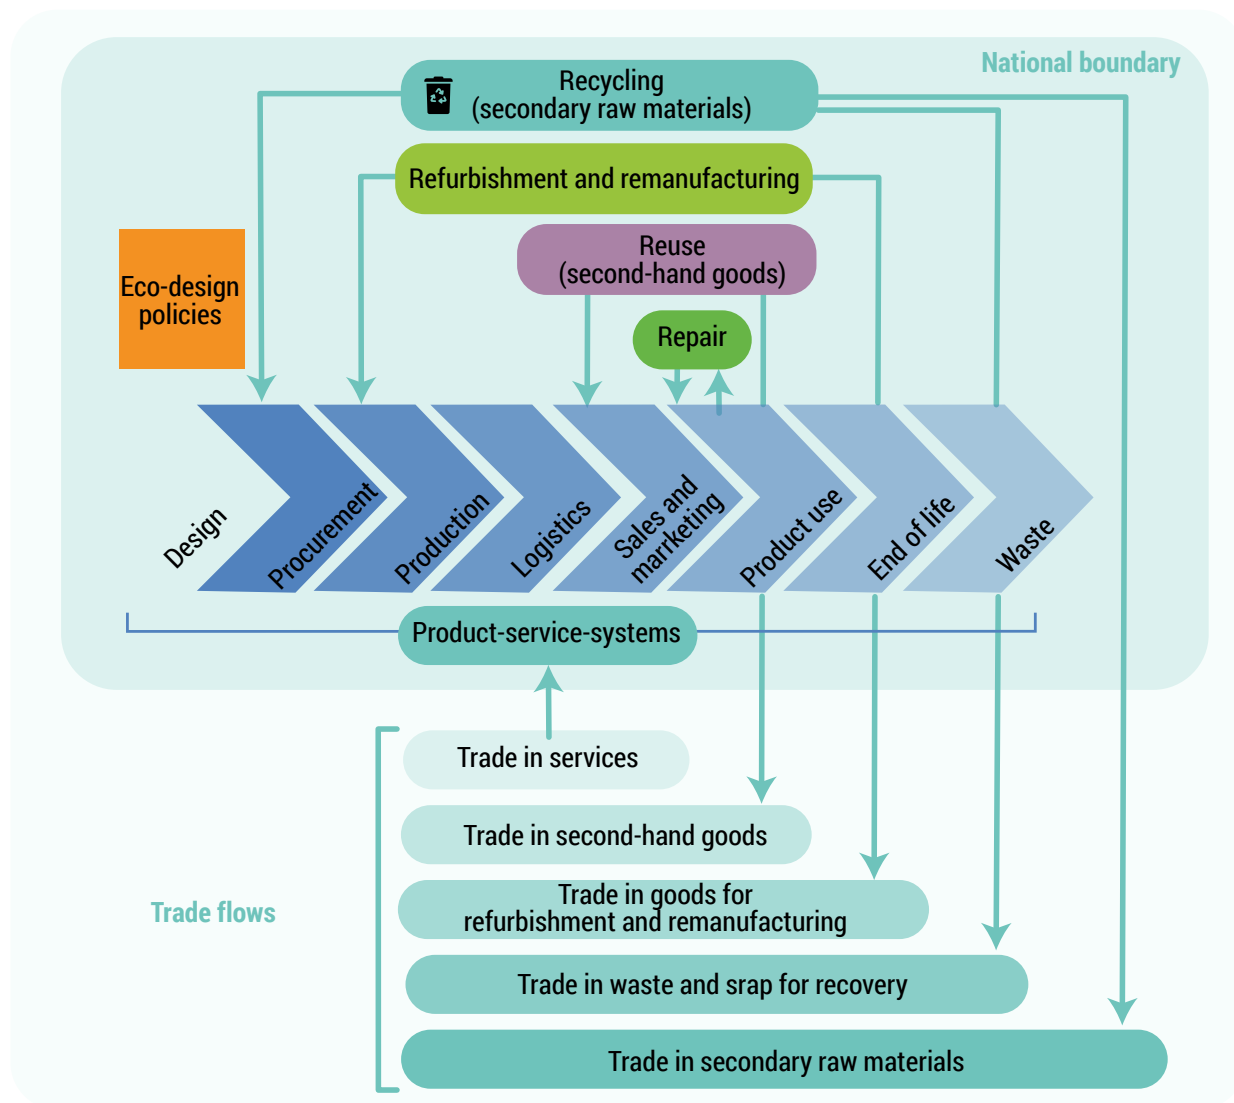 National boundary
Recycling
(secondary raw materials)
Refurbishment and remanufacturing
Reuse
(second-hand goods)
Eco-design
policies
Repair
Design
Procurement
Production
Logistics
Sales and
marrketing
Product use
End of life
Waste
Product-service-systems
Trade in services
Trade in second-hand goods
Trade in goods for
refurbishment and remanufacturing
Trade flows
Trade in waste and srap for recovery
Trade in secondary raw materials